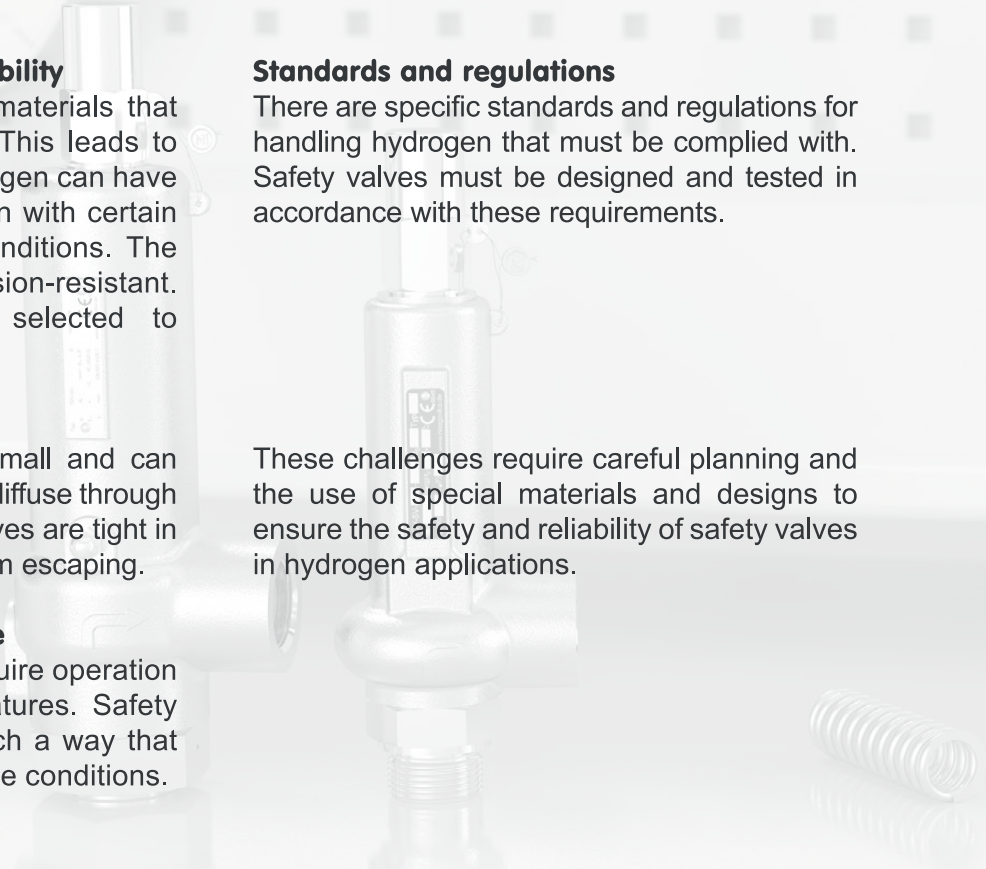 bility
materials that
This leads to
gen can have
n with certain
nditions. The
sion-resistant.
selected to
mall and can
diffuse through
ves are tight in
m escaping.
e
uire operation
atures. Safety
ch a way that
e conditions.
Standards and regulations
There are specific standards and regulations for
handling hydrogen that must be complied with.
Safety valves must be designed and tested in
accordance with these requirements.
These challenges require careful planning and
the use of special materials and designs to
ensure the safety and reliability of safety valves
in hydrogen applications.